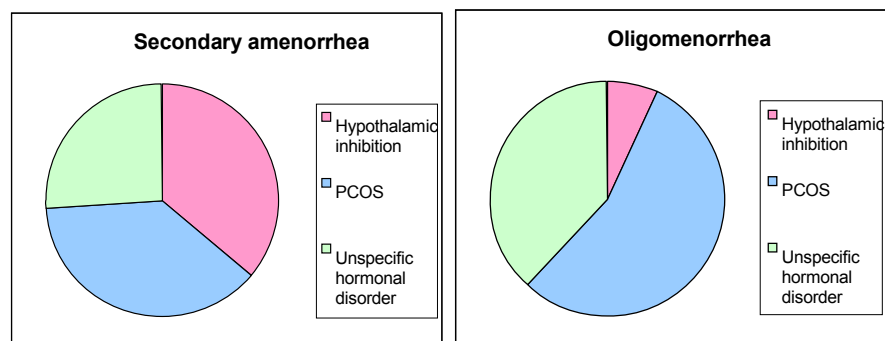 Secondary amenorrhea
Hypothalamic
inhibition
PCOS
Unspecific
hormonal
disorder
Oligomenorrhea
Hypothalamic
inhibition
PCOS
Unspecific
hormonal
disorder